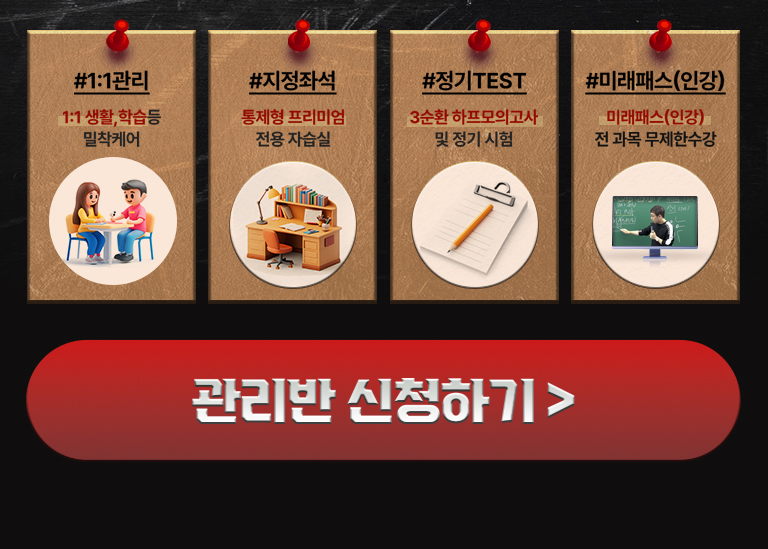 #1:1관리
1:1 생활,학습등
밀착케어
#지정좌석
통제형 프리미엄
전용 자습실
#정기TEST
3순환 하프모의고사
및 정기 시험
#미래패스(인강)
미래패스(인강)
전 과목 무제한수강
관리반 신청하기 >